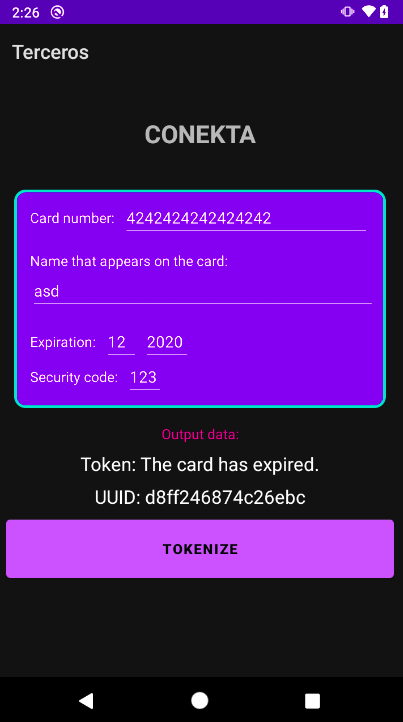 2:26
Terceros
CONEKTA
Card number: 4242424242424242
Name that appears on the card:
asd
Expiration: 12 2020
Security code: 123
Output data:
Token: The card has expired.
UUID: d8ff246874c26ebc
TOKENIZE